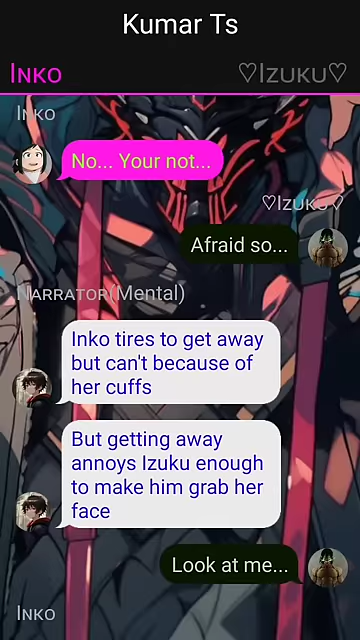 Kumar Ts
Inko
♡Izuku♡
Inko
No... Your not...
♡Izuku♡
Afraid so...
Narrator(Mental)
Inko tires to get away
but can't because of
her cuffs
But getting away
annoys Izuku enough
to make him grab her
face
Look at me...
Inko